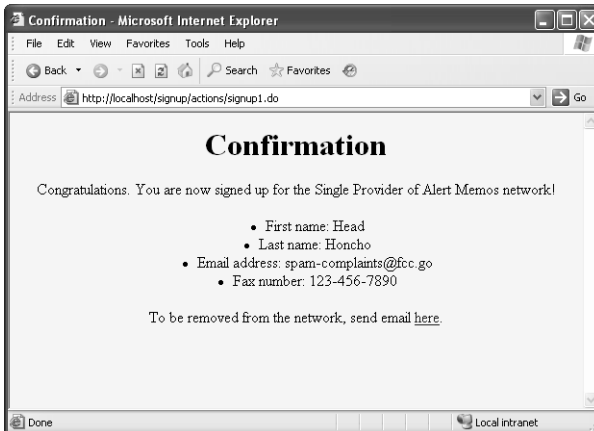 Confirmation - Microsoft Internet Explorer
File Edit View Favorites Tools Help
Back Search Favorites
Address http://localhost/signup/actions/signup1.do Go
Confirmation
Congratulations. You are now signed up for the Single Provider of Alert Memos network!
• First name: Head
• Last name: Honcho
• Email address: spam-complaints@fcc.go
• Fax number: 123-456-7890
To be removed from the network, send email here.
Done Local intranet